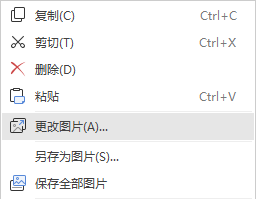 复制(C) Ctrl+C
剪切(T) Ctrl+X
删除(D)
粘贴 Ctrl+V
更改图片(A)...
另存为图片(S)...
保存全部图片